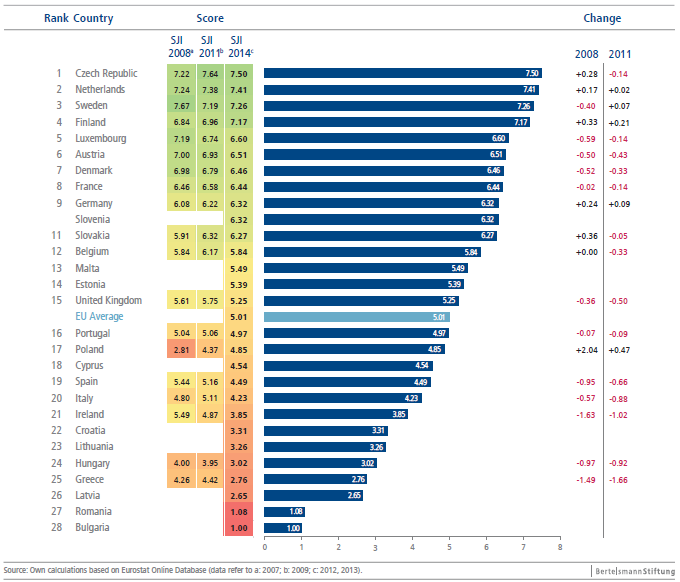 Rank Country Score Change
SJI 2008a SJI 2011b SJI 2014c 2008 2011
1 Czech Republic 7.22 7.64 7.50 7.50 +0.28 -0.14
2 Netherlands 7.24 7.38 7.41 7.41 +0.17 +0.02
3 Sweden 7.67 7.19 7.26 7.26 -0.40 +0.07
4 Finland 6.84 6.96 7.17 7.17 +0.33 +0.21
5 Luxembourg 7.19 6.74 6.60 6.60 -0.59 -0.14
6 Austria 7.00 6.93 6.51 6.51 -0.50 -0.43
7 Denmark 6.98 6.79 6.46 6.46 -0.52 -0.33
8 France 6.46 6.58 6.44 6.44 -0.02 -0.14
9 Germany 6.08 6.22 6.32 6.32 +0.24 +0.09
Slovenia 6.32 6.32
11 Slovakia 5.91 6.32 6.27 6.27 +0.36 -0.05
12 Belgium 5.84 6.17 5.84 5.84 +0.00 -0.33
13 Malta 5.49 5.49
14 Estonia 5.39 5.39
15 United Kingdom 5.61 5.75 5.25 5.25 -0.36 -0.50
EU Average 5.01 5.01
16 Portugal 5.04 5.06 4.97 4.97 -0.07 -0.09
17 Poland 2.81 4.37 4.85 4.85 +2.04 +0.47
18 Cyprus 4.54 4.54
19 Spain 5.44 5.16 4.49 4.49 -0.95 -0.66
20 Italy 4.80 5.11 4.23 4.23 -0.57 -0.88
21 Ireland 5.49 4.87 3.85 3.85 -1.63 -1.02
22 Croatia 3.31 3.31
23 Lithuania 3.26 3.26
24 Hungary 4.00 3.95 3.02 3.02 -0.97 -0.92
25 Greece 4.26 4.42 2.76 2.76 -1.49 -1.66
26 Latvia 2.65 2.65
27 Romania 1.08 1.08
28 Bulgaria 1.00 1.00
0 1 2 3 4 5 6 7 8
Source: Own calculations based on Eurostat Online Database (data refer to a: 2007; b: 2009; c: 2012, 2013).
BertelsmannStiftung